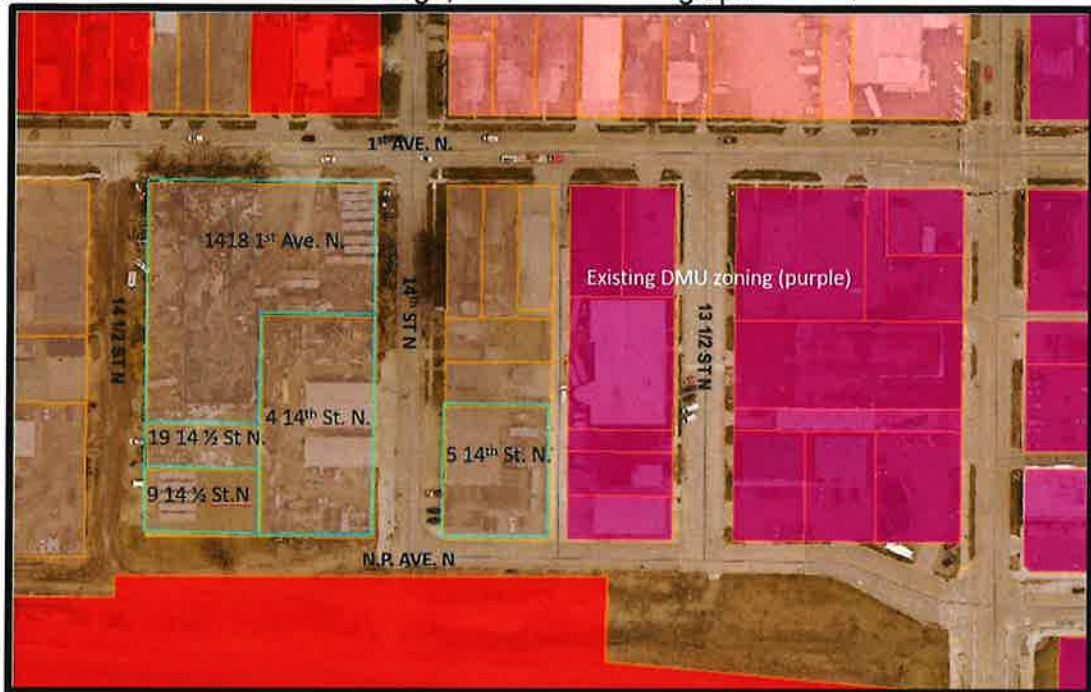 1st AVE. N.
1418 1st Ave. N.
Existing DMU zoning (purple)
14 1/2 ST N
14th ST N
13 1/2 ST N
4 14th St. N.
19 14 ½ St N.
5 14th St. N.
9 14 ½ St.N
N.P. AVE. N